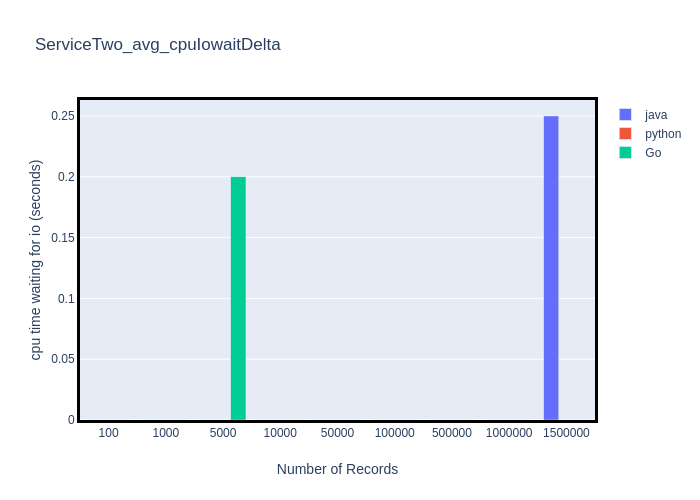 ServiceTwo_avg_cpuIowaitDelta
java
python
Go
cpu time waiting for io (seconds)
0.25
0.2
0.15
0.1
0.05
0
100 1000 5000 10000 50000 100000 500000 1000000 1500000
Number of Records